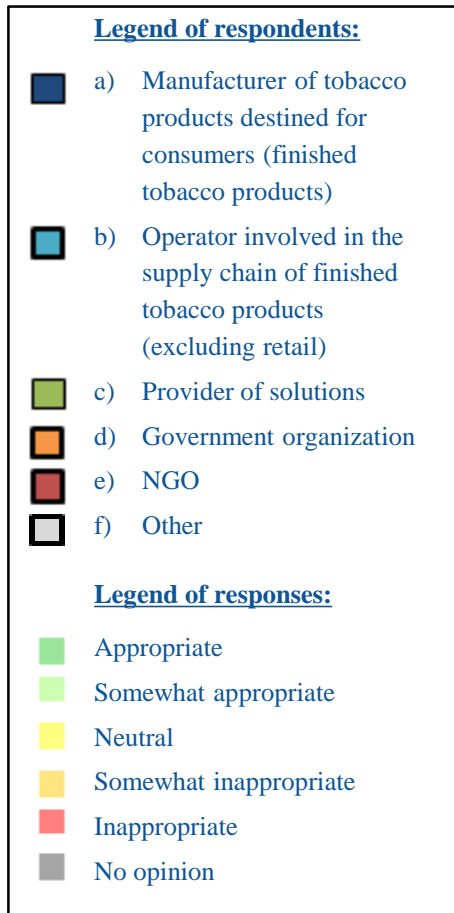 Legend of respondents:
a) Manufacturer of tobacco
products destined for
consumers (finished
tobacco products)
b) Operator involved in the
supply chain of finished
tobacco products
(excluding retail)
c) Provider of solutions
d) Government organization
e) NGO
f) Other
Legend of responses:
Appropriate
Somewhat appropriate
Neutral
Somewhat inappropriate
Inappropriate
No opinion